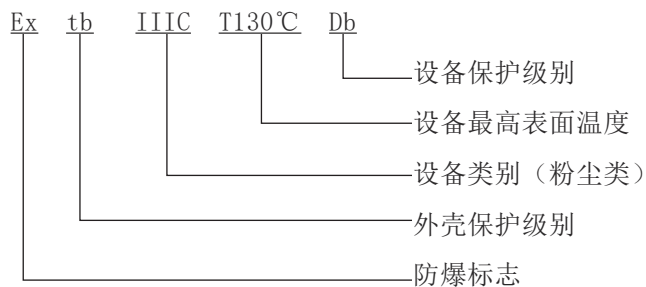 Ex tb IIIC T130℃ Db
设备保护级别
设备最高表面温度
设备类别（粉尘类）
外壳保护级别
防爆标志